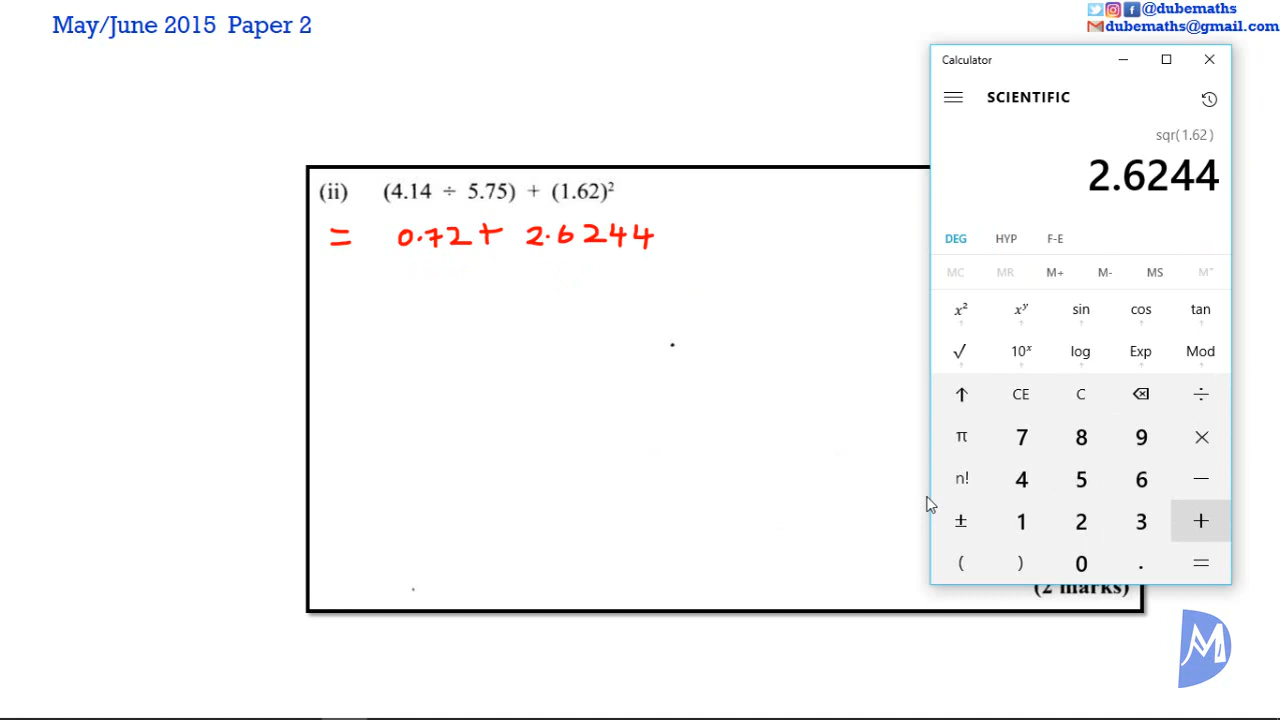 May/June 2015 Paper 2
@dubemaths
dubemaths@gmail.com
(ii) (4.14 ÷ 5.75) + (1.62)²
= 0.72 + 2.6244
(2 marks)
Calculator
SCIENTIFIC
sqr(1.62)
2.6244
DEG HYP F-E
MC MR M+ M- MS M˅
x² xʸ sin cos tan
√ 10ˣ log Exp Mod
↑ CE C ⌫ ÷
π 7 8 9 ×
n! 4 5 6 −
± 1 2 3 +
( ) 0 . =
M